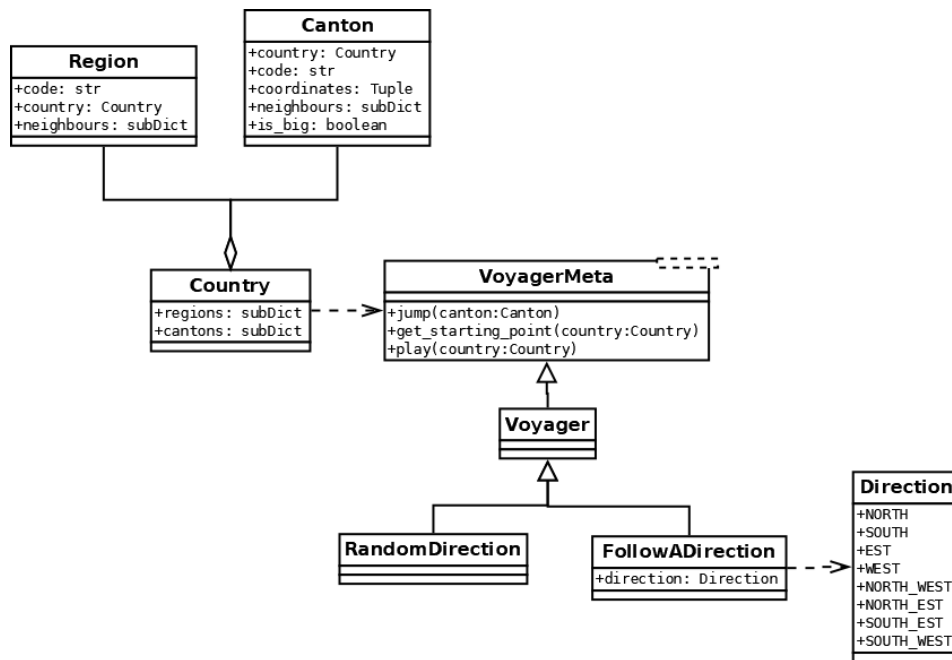 Region
+code: str
+country: Country
+neighbours: subDict
Canton
+country: Country
+code: str
+coordinates: Tuple
+neighbours: subDict
+is_big: boolean
Country
+regions: subDict
+cantons: subDict
VoyagerMeta
+jump(canton:Canton)
+get_starting_point(country:Country)
+play(country:Country)
Voyager
RandomDirection
FollowADirection
+direction: Direction
Direction
+NORTH
+SOUTH
+EST
+WEST
+NORTH_WEST
+NORTH_EST
+SOUTH_EST
+SOUTH_WEST